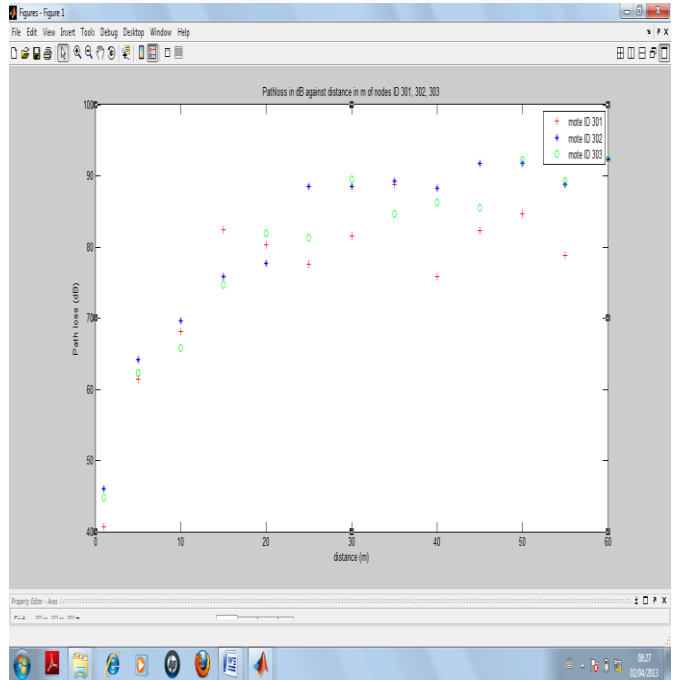 Figures - Figure 1
File Edit View Insert Tools Debug Desktop Window Help
Pathloss in dB against distance in m of nodes ID 301, 302, 303
mote ID 301
mote ID 302
mote ID 303
100
90
80
70
60
50
40
Path loss (dB)
0 10 20 30 40 50 60
distance (m)
Property Editor - Axes
08:27
02/04/2013